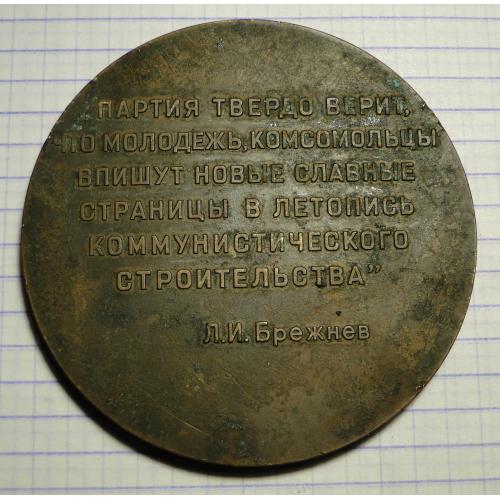 ПАРТИЯ ТВЕРДО ВЕРИТ,
ЧТО МОЛОДЕЖЬ, КОМСОМОЛЬЦЫ
ВПИШУТ НОВЫЕ СЛАВНЫЕ
СТРАНИЦЫ В ЛЕТОПИСЬ
КОММУНИСТИЧЕСКОГО
СТРОИТЕЛЬСТВА”
Л.И. Брежнев